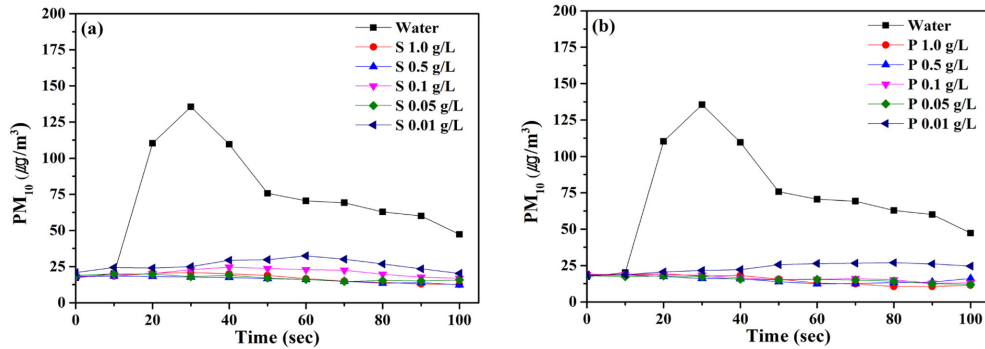 (a)
Water
S 1.0 g/L
S 0.5 g/L
S 0.1 g/L
S 0.05 g/L
S 0.01 g/L
200
175
150
125
100
75
50
25
0
PM₁₀ (㎍/m³)
0 20 40 60 80 100
Time (sec)
(b)
Water
P 1.0 g/L
P 0.5 g/L
P 0.1 g/L
P 0.05 g/L
P 0.01 g/L
200
175
150
125
100
75
50
25
0
PM₁₀ (㎍/m³)
0 20 40 60 80 100
Time (sec)